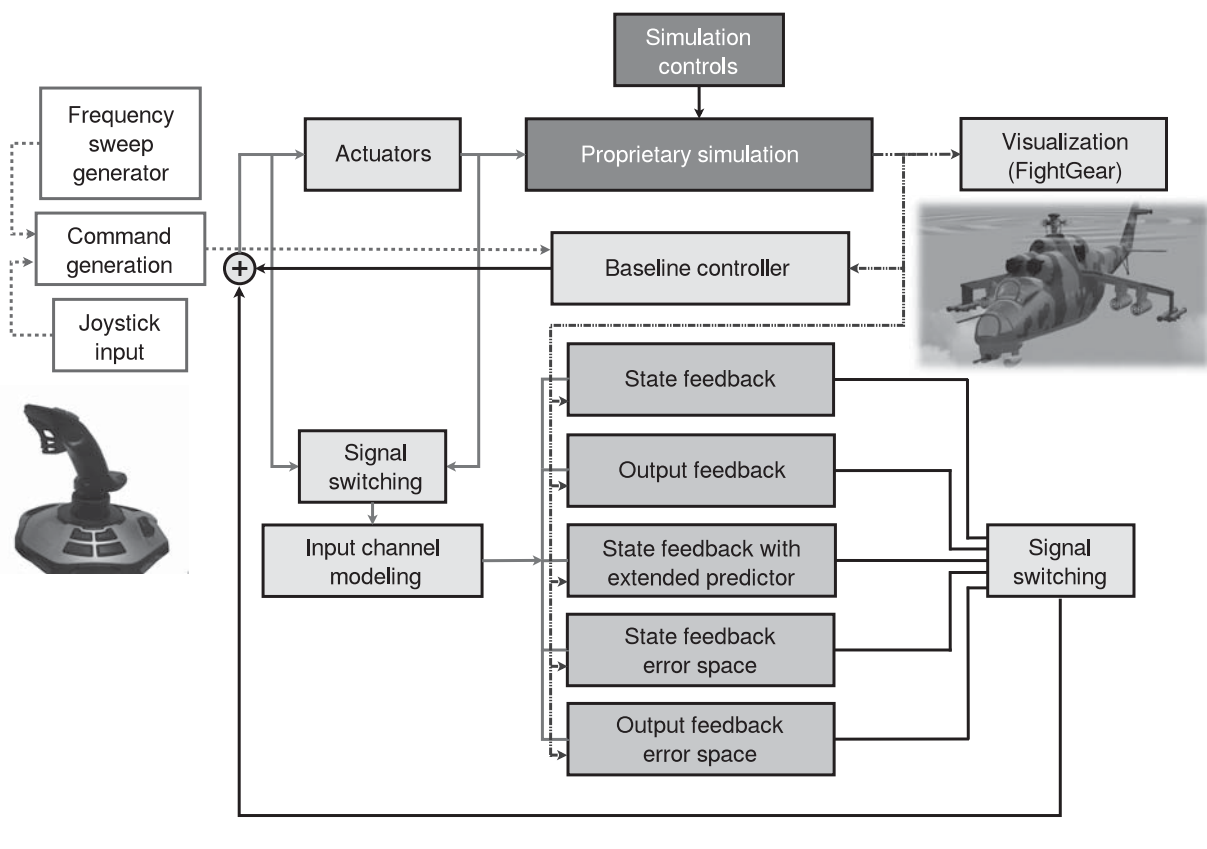 Simulation
controls
Frequency
sweep
generator
Actuators
Proprietary simulation
Visualization
(FightGear)
Command
generation
+
Baseline controller
Joystick
input
State feedback
Signal
switching
Output feedback
Input channel
modeling
State feedback with
extended predictor
Signal
switching
State feedback
error space
Output feedback
error space